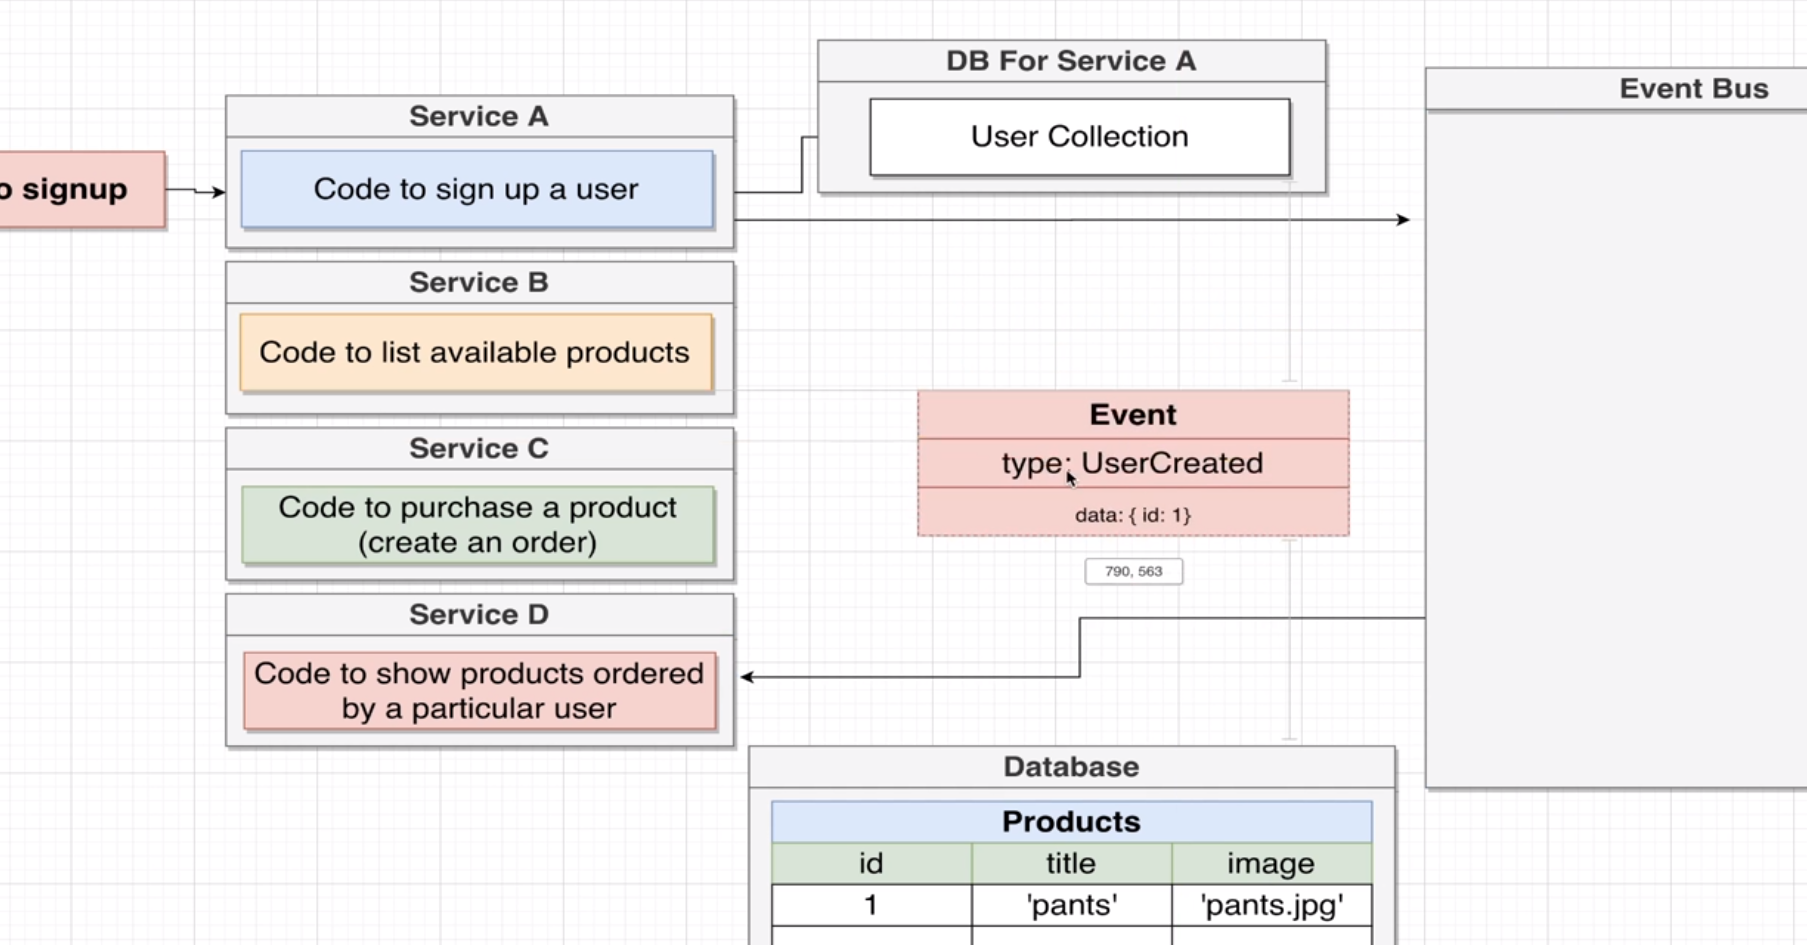 o signup
Service A
Code to sign up a user
DB For Service A
User Collection
Event Bus
Service B
Code to list available products
Event
type: UserCreated
data: { id: 1}
790, 563
Service C
Code to purchase a product
(create an order)
Service D
Code to show products ordered
by a particular user
Database
Products
id title image
1 'pants' 'pants.jpg'